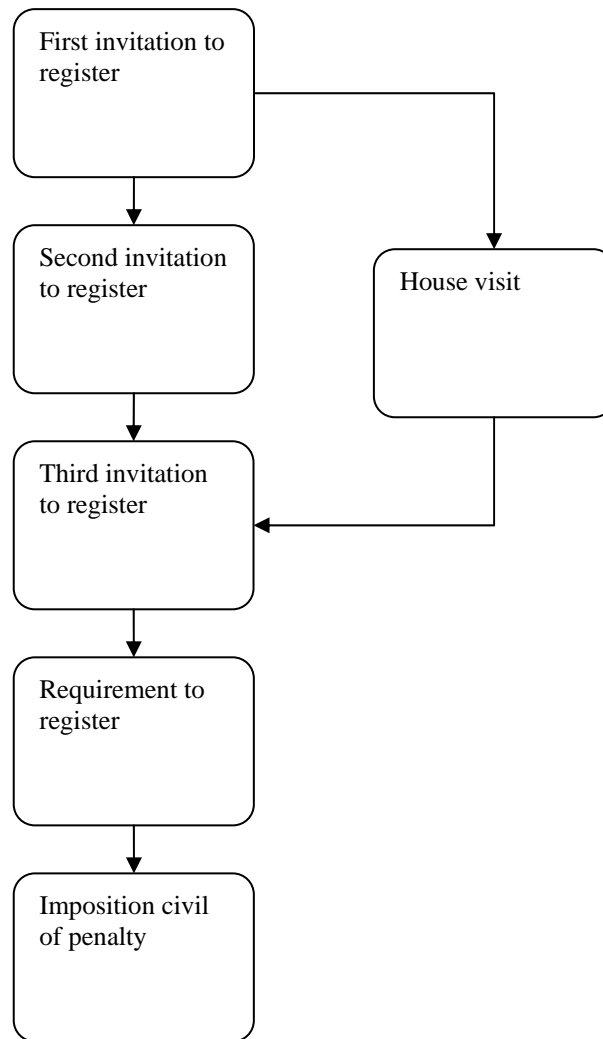 First invitation to
register
Second invitation
to register
House visit
Third invitation
to register
Requirement to
register
Imposition civil
of penalty